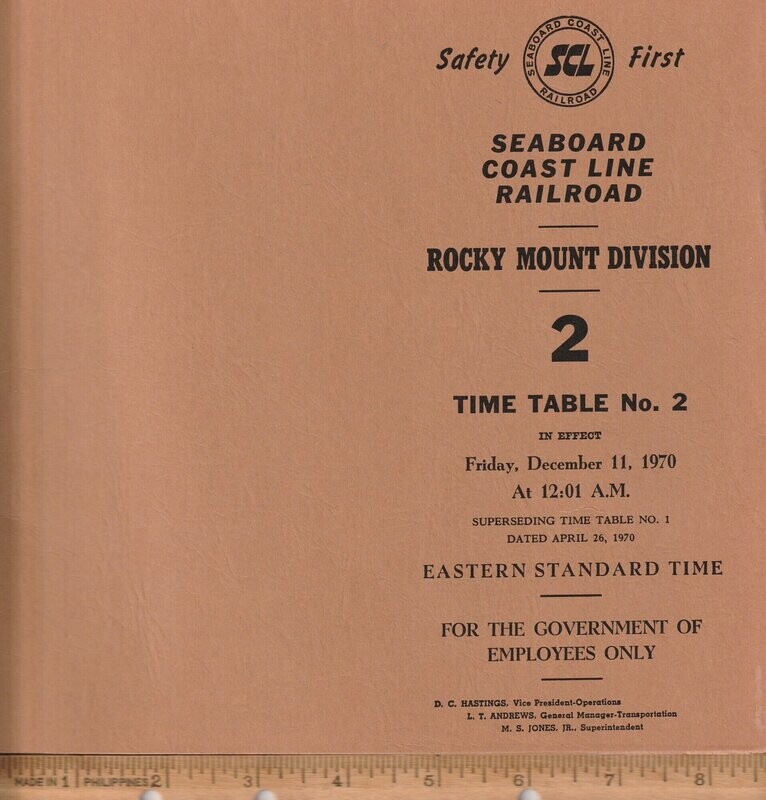 Safety First
SEABOARD COAST LINE
SCL
RAILROAD
SEABOARD
COAST LINE
RAILROAD
ROCKY MOUNT DIVISION
2
TIME TABLE No. 2
IN EFFECT
Friday, December 11, 1970
At 12:01 A.M.
SUPERSEDING TIME TABLE NO. 1
DATED APRIL 26, 1970
EASTERN STANDARD TIME
FOR THE GOVERNMENT OF
EMPLOYEES ONLY
D. C. HASTINGS, Vice President-Operations
L. T. ANDREWS, General Manager-Transportation
M. S. JONES, JR., Superintendent
MADE IN 1 PHILIPPINES 2 3 4 5 6 7 8